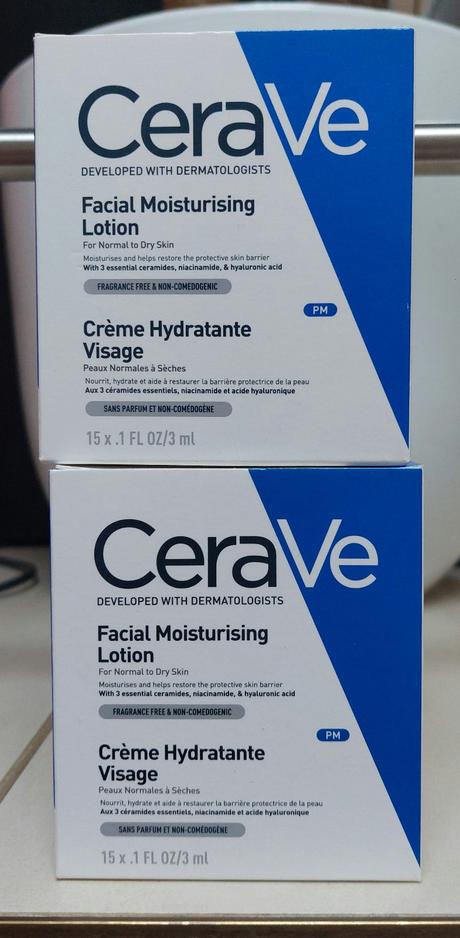 CeraVe
DEVELOPED WITH DERMATOLOGISTS
Facial Moisturising
Lotion
For Normal to Dry Skin
Moisturises and helps restore the protective skin barrier
With 3 essential ceramides, niacinamide, & hyaluronic acid
FRAGRANCE FREE & NON-COMEDOGENIC
PM
Crème Hydratante
Visage
Peaux Normales à Sèches
Nourrit, hydrate et aide à restaurer la barrière protectrice de la peau
Aux 3 céramides essentiels, niacinamide et acide hyaluronique
SANS PARFUM ET NON-COMÉDOGÈNE
15 x .1 FL OZ/3 ml
CeraVe
DEVELOPED WITH DERMATOLOGISTS
Facial Moisturising
Lotion
For Normal to Dry Skin
Moisturises and helps restore the protective skin barrier
With 3 essential ceramides, niacinamide, & hyaluronic acid
FRAGRANCE FREE & NON-COMEDOGENIC
PM
Crème Hydratante
Visage
Peaux Normales à Sèches
Nourrit, hydrate et aide à restaurer la barrière protectrice de la peau
Aux 3 céramides essentiels, niacinamide et acide hyaluronique
SANS PARFUM ET NON-COMÉDOGÈNE
15 x .1 FL OZ/3 ml